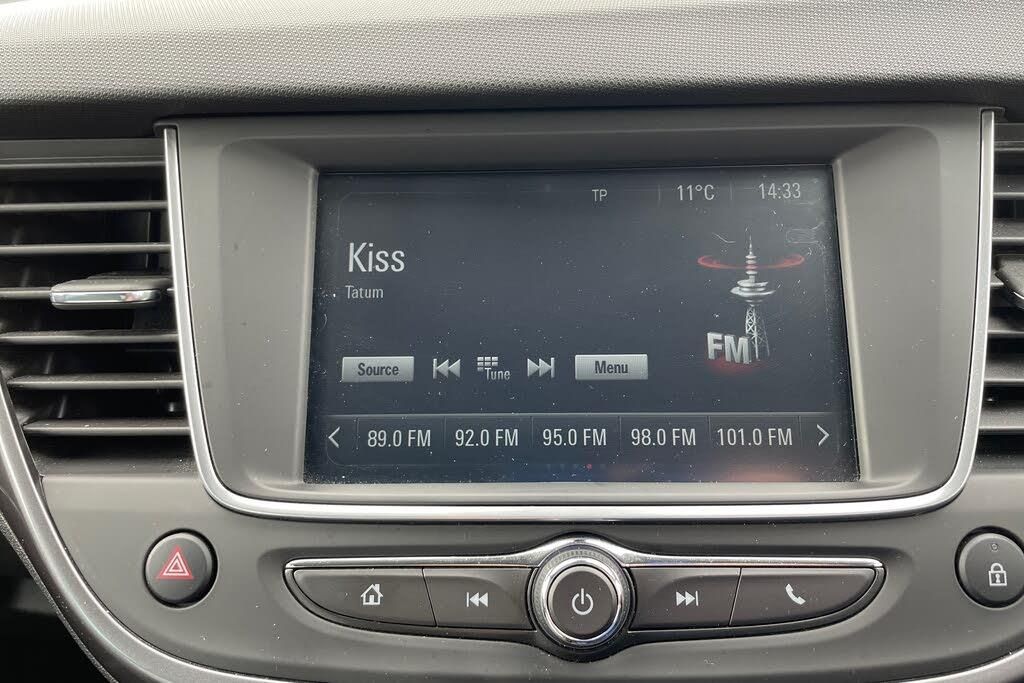 TP 11°C 14:33
Kiss
Tatum
FM
Source Tune Menu
89.0 FM 92.0 FM 95.0 FM 98.0 FM 101.0 FM